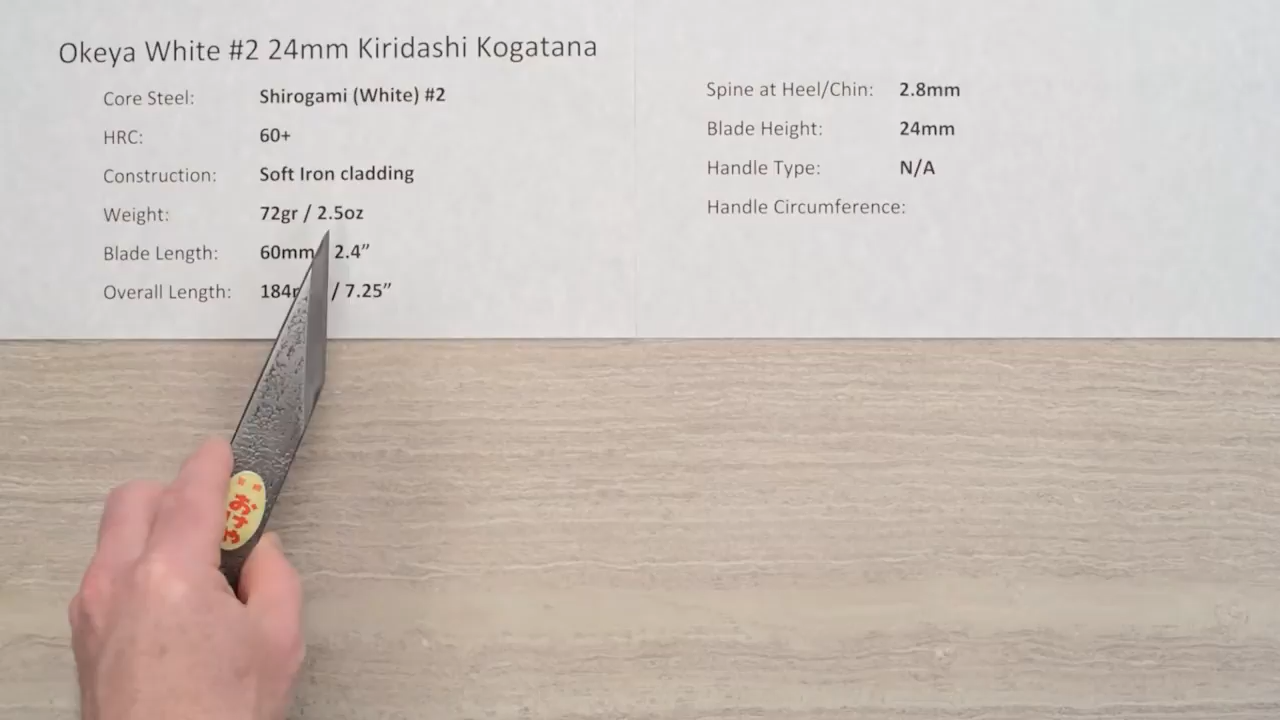 Okeya White #2 24mm Kiridashi Kogatana
Core Steel: Shirogami (White) #2
HRC: 60+
Construction: Soft Iron cladding
Weight: 72gr / 2.5oz
Blade Length: 60mm 2.4”
Overall Length: / 7.25”
Spine at Heel/Chin: 2.8mm
Blade Height: 24mm
Handle Type: N/A
Handle Circumference:
おけや